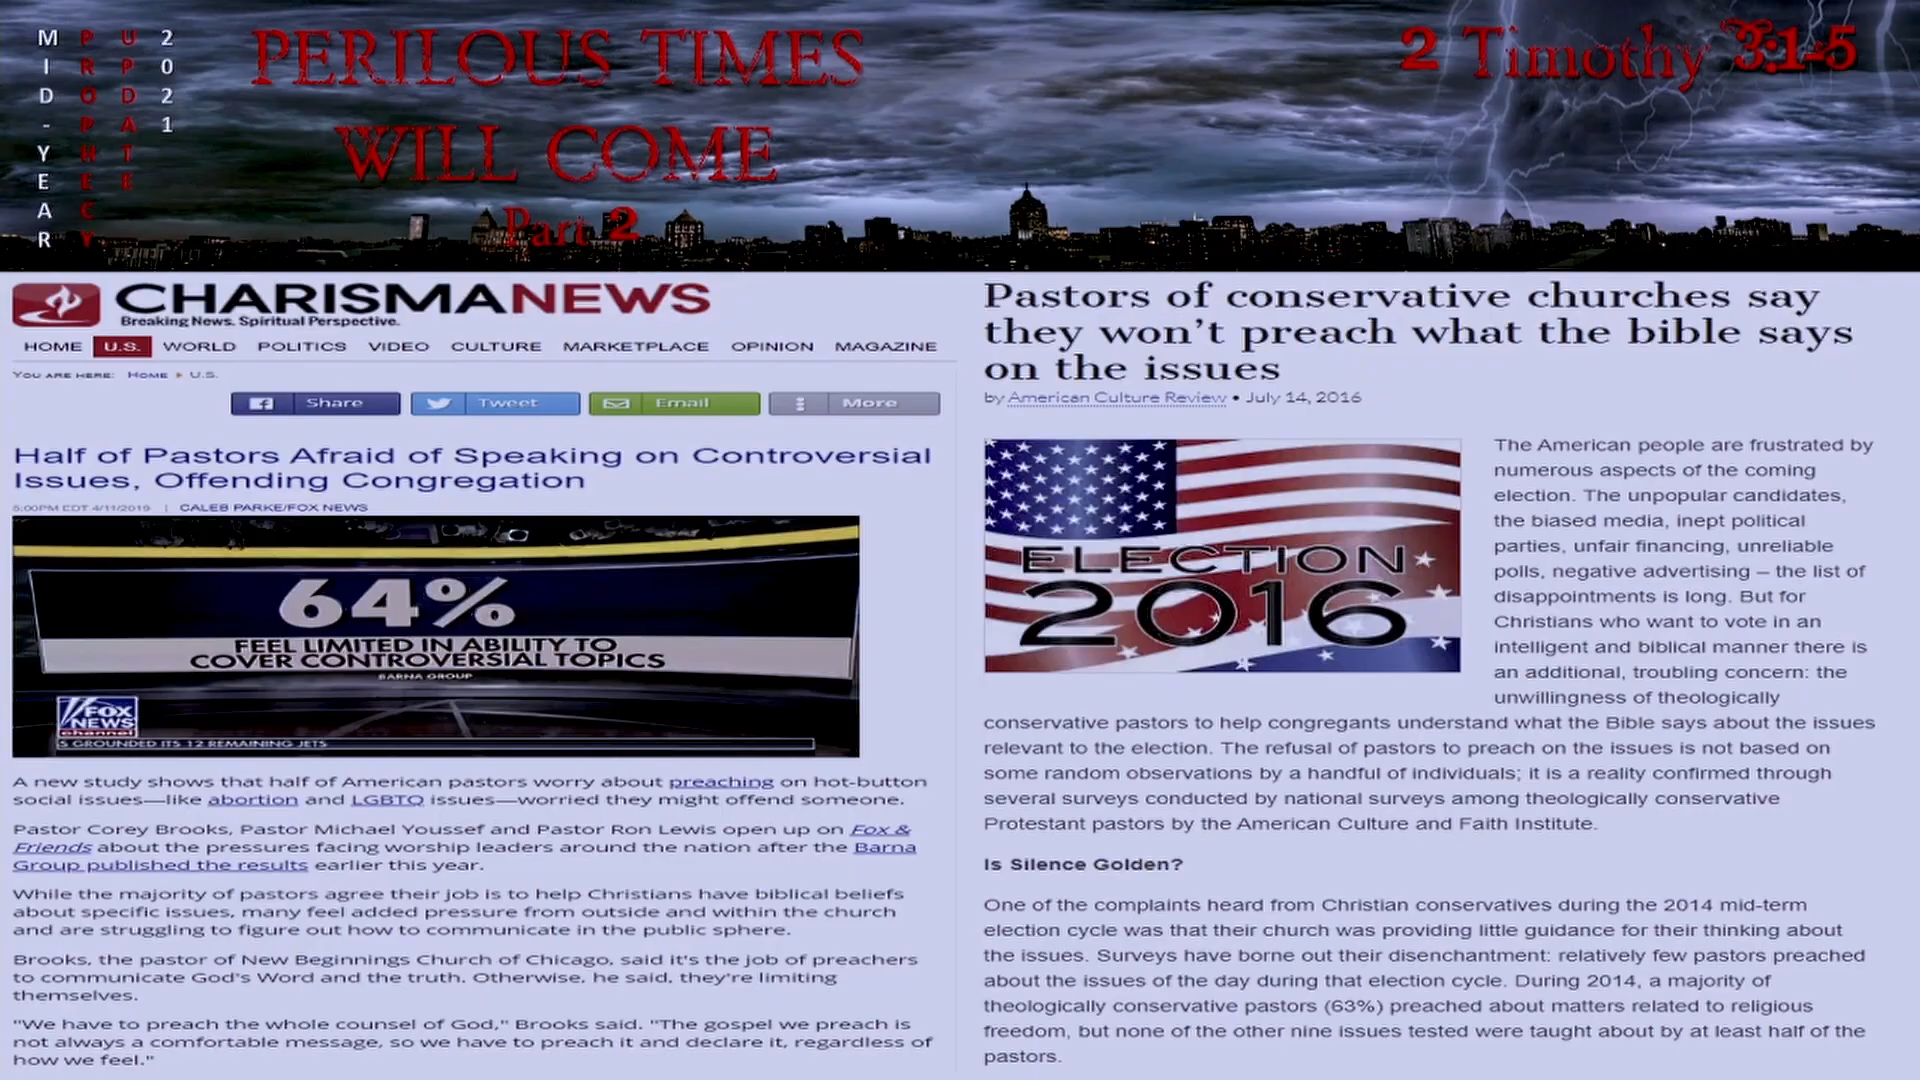 MID-YEAR
PROPHECY
UPDATE
2021
PERILOUS TIMES
WILL COME
Part 2
2 Timothy 3:1-5
CHARISMANEWS
Breaking News. Spiritual Perspective.
HOME U.S. WORLD POLITICS VIDEO CULTURE MARKETPLACE OPINION MAGAZINE
YOU ARE HERE: HOME ▸ U.S.
Share Tweet Email More
Half of Pastors Afraid of Speaking on Controversial
Issues, Offending Congregation
5:00PM EDT 4/11/2019 | CALEB PARKE/FOX NEWS
64%
FEEL LIMITED IN ABILITY TO
COVER CONTROVERSIAL TOPICS
BARNA GROUP
FOX
NEWS
channel
S GROUNDED ITS 12 REMAINING JETS
A new study shows that half of American pastors worry about preaching on hot-button
social issues—like abortion and LGBTQ issues—worried they might offend someone.
Pastor Corey Brooks, Pastor Michael Youssef and Pastor Ron Lewis open up on Fox &
Friends about the pressures facing worship leaders around the nation after the Barna
Group published the results earlier this year.
While the majority of pastors agree their job is to help Christians have biblical beliefs
about specific issues, many feel added pressure from outside and within the church
and are struggling to figure out how to communicate in the public sphere.
Brooks, the pastor of New Beginnings Church of Chicago, said it's the job of preachers
to communicate God's Word and the truth. Otherwise, he said, they're limiting
themselves.
"We have to preach the whole counsel of God," Brooks said. "The gospel we preach is
not always a comfortable message, so we have to preach it and declare it, regardless of
how we feel."
Pastors of conservative churches say
they won't preach what the bible says
on the issues
by American Culture Review • July 14, 2016
ELECTION
2016
The American people are frustrated by
numerous aspects of the coming
election. The unpopular candidates,
the biased media, inept political
parties, unfair financing, unreliable
polls, negative advertising – the list of
disappointments is long. But for
Christians who want to vote in an
intelligent and biblical manner there is
an additional, troubling concern: the
unwillingness of theologically
conservative pastors to help congregants understand what the Bible says about the issues
relevant to the election. The refusal of pastors to preach on the issues is not based on
some random observations by a handful of individuals; it is a reality confirmed through
several surveys conducted by national surveys among theologically conservative
Protestant pastors by the American Culture and Faith Institute.
Is Silence Golden?
One of the complaints heard from Christian conservatives during the 2014 mid-term
election cycle was that their church was providing little guidance for their thinking about
the issues. Surveys have borne out their disenchantment: relatively few pastors preached
about the issues of the day during that election cycle. During 2014, a majority of
theologically conservative pastors (63%) preached about matters related to religious
freedom, but none of the other nine issues tested were taught about by at least half of the
pastors.